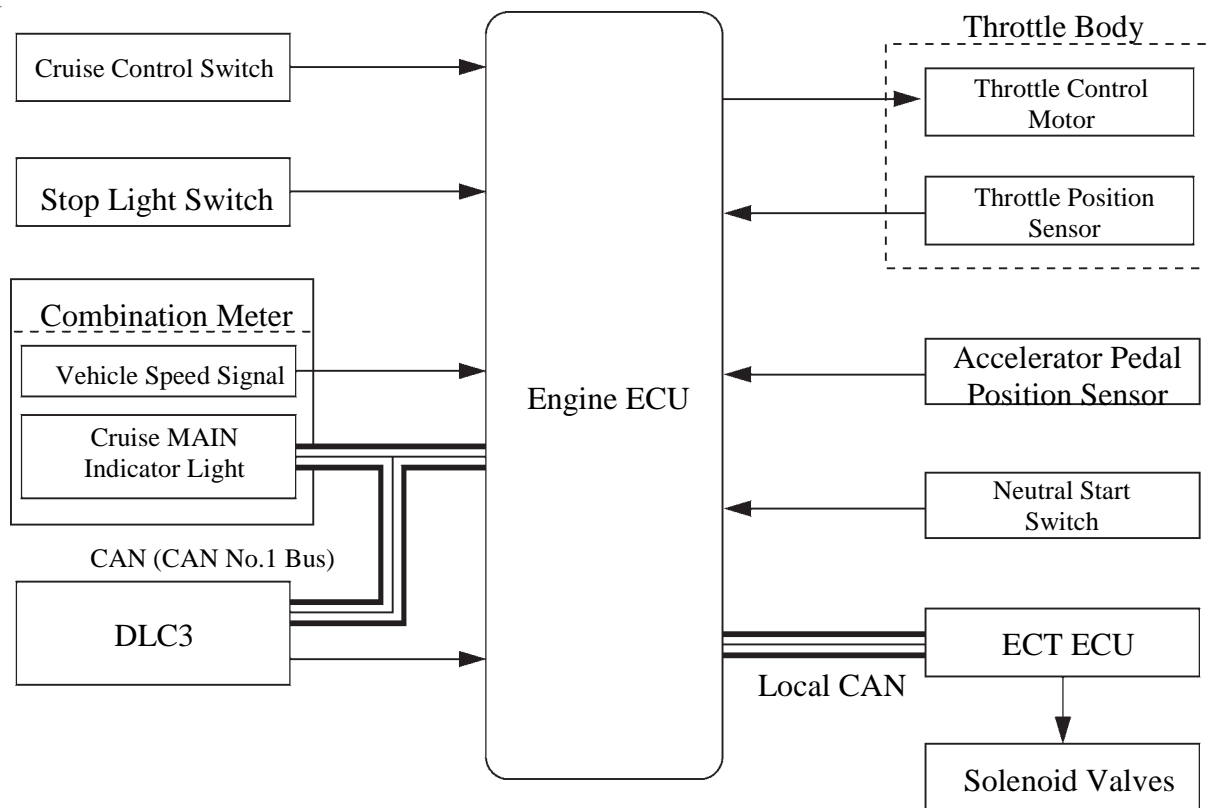 Cruise Control Switch
Stop Light Switch
Combination Meter
Vehicle Speed Signal
Cruise MAIN
Indicator Light
CAN (CAN No.1 Bus)
DLC3
Engine ECU
Throttle Body
Throttle Control
Motor
Throttle Position
Sensor
Accelerator Pedal
Position Sensor
Neutral Start
Switch
ECT ECU
Local CAN
Solenoid Valves